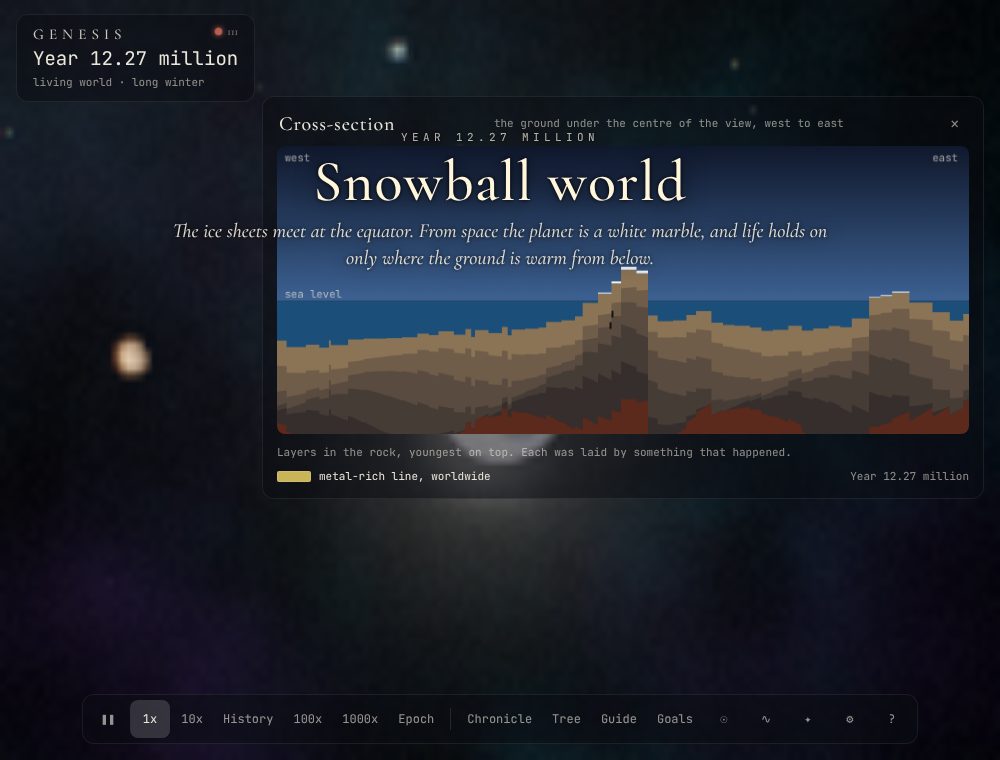 GENESIS
III
Year 12.27 million
living world · long winter
Cross-section
the ground under the centre of the view, west to east
×
YEAR 12.27 MILLION
west
east
Snowball world
The ice sheets meet at the equator. From space the planet is a white marble, and life holds on
only where the ground is warm from below.
sea level
Layers in the rock, youngest on top. Each was laid by something that happened.
metal-rich line, worldwide
Year 12.27 million
1x 10x History 100x 1000x Epoch Chronicle Tree Guide Goals ?